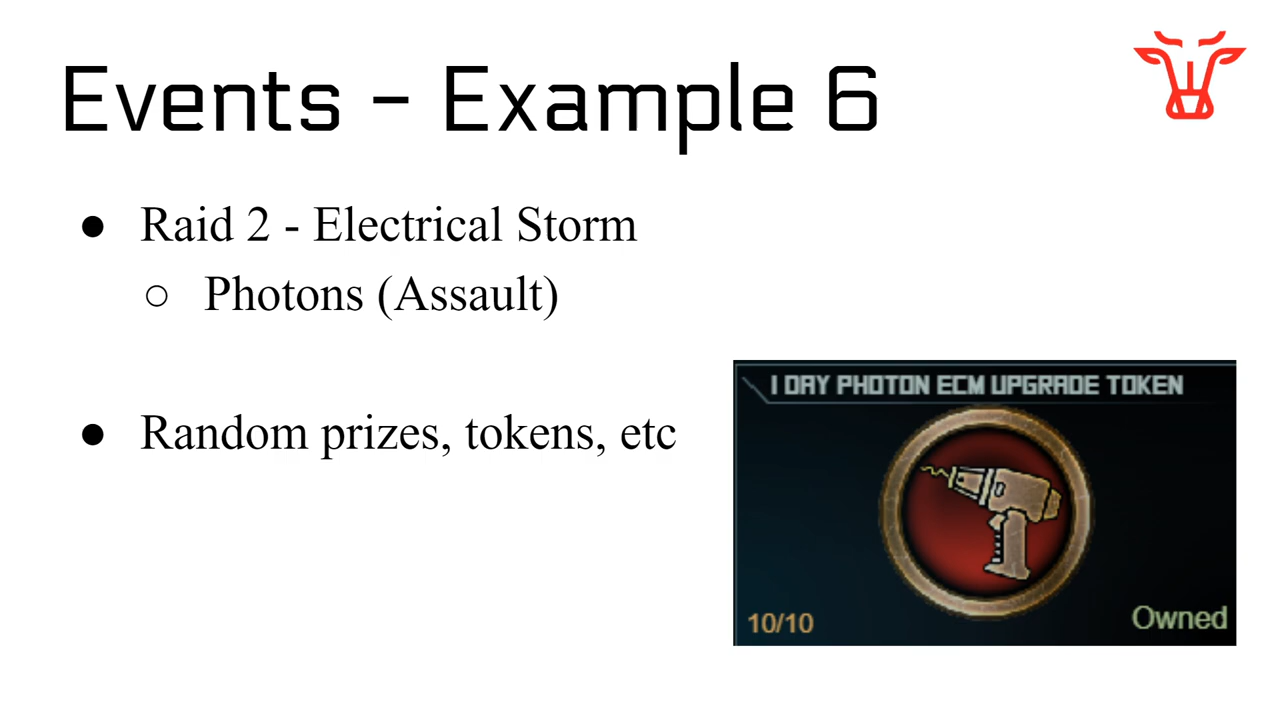 Events - Example 6
● Raid 2 - Electrical Storm
○ Photons (Assault)
● Random prizes, tokens, etc
1 DAY PHOTON ECM UPGRADE TOKEN
10/10
Owned